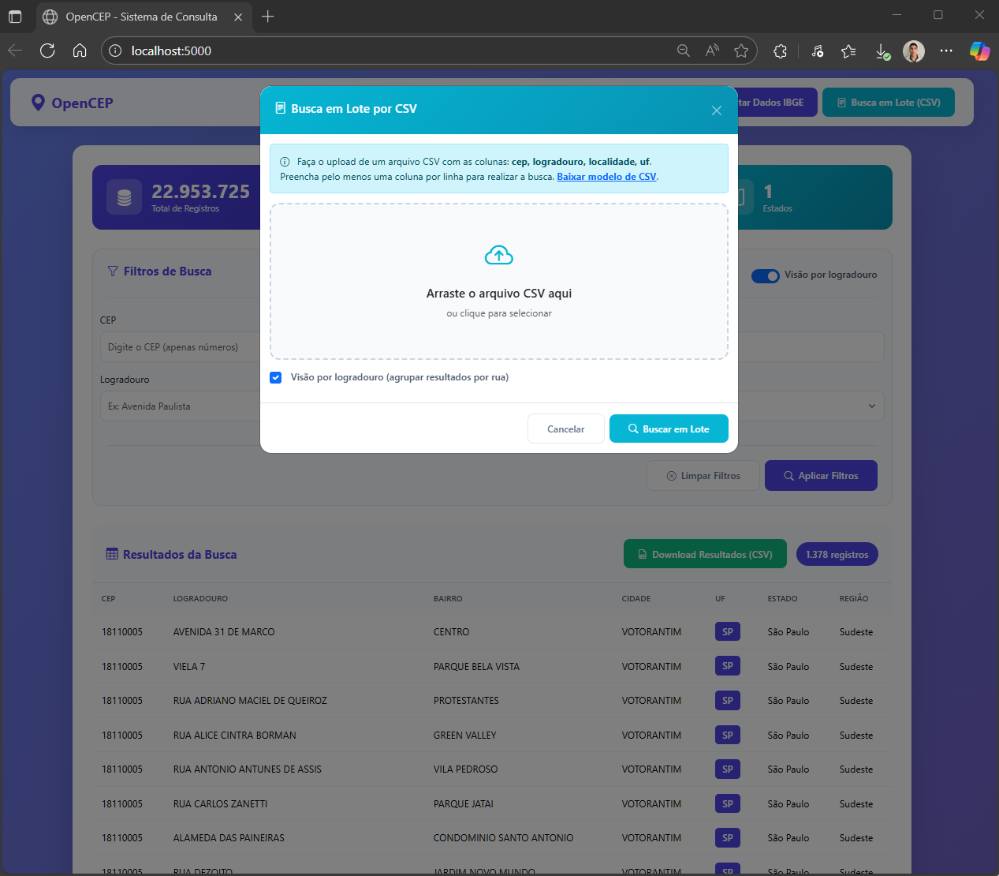 OpenCEP - Sistema de Consulta
localhost:5000
OpenCEP
tar Dados IBGE
Busca em Lote (CSV)
Busca em Lote por CSV
Faça o upload de um arquivo CSV com as colunas: cep, logradouro, localidade, uf.
Preencha pelo menos uma coluna por linha para realizar a busca. Baixar modelo de CSV.
22.953.725
Total de Registros
1
Estados
Arraste o arquivo CSV aqui
ou clique para selecionar
Filtros de Busca
Visão por logradouro
CEP
Digite o CEP (apenas números)
Logradouro
Ex: Avenida Paulista
Visão por logradouro (agrupar resultados por rua)
Cancelar
Buscar em Lote
Limpar Filtros
Aplicar Filtros
Resultados da Busca
Download Resultados (CSV)
1.378 registros
CEP LOGRADOURO BAIRRO CIDADE UF ESTADO REGIÃO
18110005 AVENIDA 31 DE MARCO CENTRO VOTORANTIM SP São Paulo Sudeste
18110005 VIELA 7 PARQUE BELA VISTA VOTORANTIM SP São Paulo Sudeste
18110005 RUA ADRIANO MACIEL DE QUEIROZ PROTESTANTES VOTORANTIM SP São Paulo Sudeste
18110005 RUA ALICE CINTRA BORMAN GREEN VALLEY VOTORANTIM SP São Paulo Sudeste
18110005 RUA ANTONIO ANTUNES DE ASSIS VILA PEDROSO VOTORANTIM SP São Paulo Sudeste
18110005 RUA CARLOS ZANETTI PARQUE JATAI VOTORANTIM SP São Paulo Sudeste
18110005 ALAMEDA DAS PAINEIRAS CONDOMINIO SANTO ANTONIO VOTORANTIM SP São Paulo Sudeste
18110005 RUA DEZOITO JARDIM NOVO MUNDO VOTORANTIM SP São Paulo Sudeste